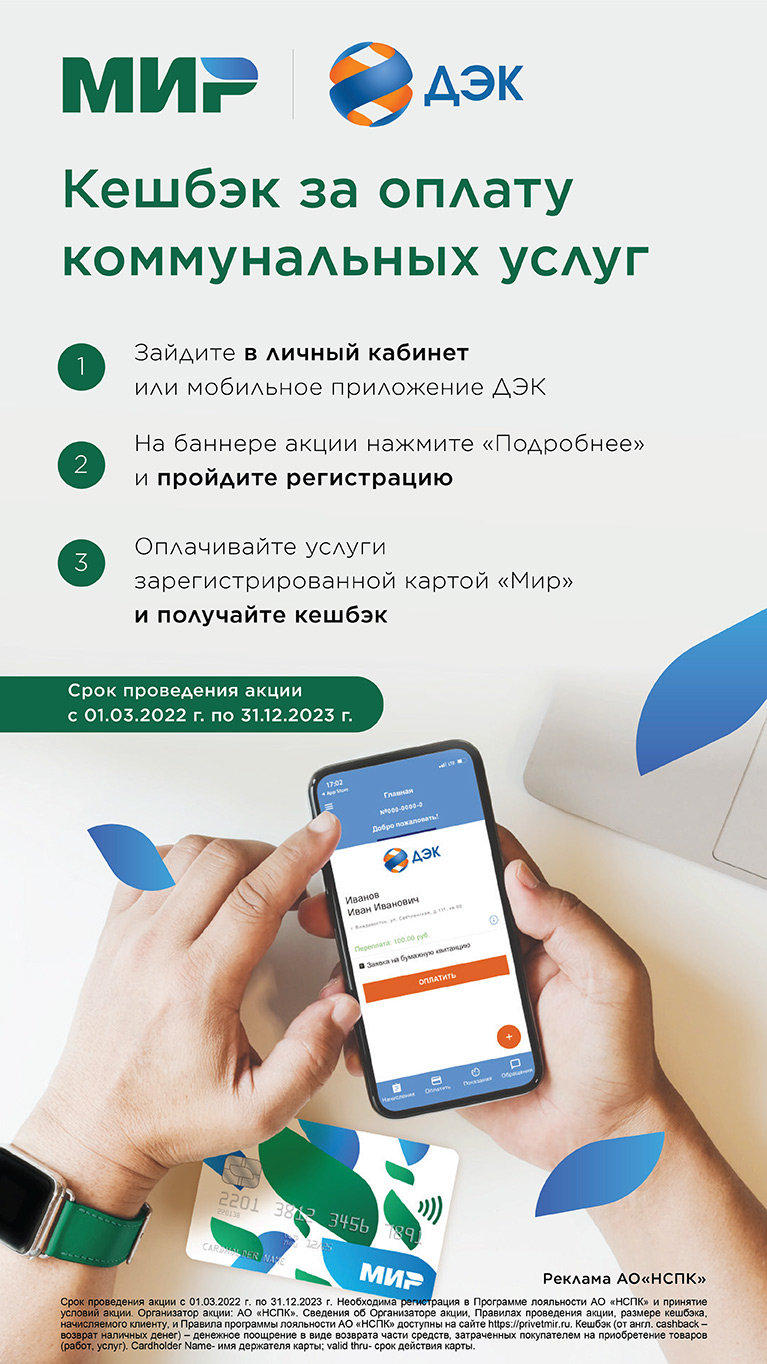 МИР ДЭК
Кешбэк за оплату
коммунальных услуг
1 Зайдите в личный кабинет
или мобильное приложение ДЭК
2 На баннере акции нажмите «Подробнее»
и пройдите регистрацию
3 Оплачивайте услуги
зарегистрированной картой «Мир»
и получайте кешбэк
Срок проведения акции
с 01.03.2022 г. по 31.12.2023 г.
17:02
App Store
LTE
Главная
№000-0000-0
Добро пожаловать!
ДЭК
Иванов
Иван Иванович
г. Владивосток, ул.
Переплата: 100,00 руб.
Заявка на бумажную квитанцию
ОПЛАТИТЬ
+
Начисления Оплатить Показания Обращения
2201 3812 3456 7891
12/25
CARDHOLDER NAME
МИР
Реклама АО«НСПК»
Срок проведения акции с 01.03.2022 г. по 31.12.2023 г. Необходима регистрация в Программе лояльности АО «НСПК» и принятие
условий акции. Организатор акции: АО «НСПК». Сведения об Организаторе акции, Правилах проведения акции, размере кешбэка,
начисляемого клиенту, и Правила программы лояльности АО «НСПК» доступны на сайте https://privetmir.ru. Кешбэк (от англ. cashback –
возврат наличных денег) – денежное поощрение в виде возврата части средств, затраченных покупателем на приобретение товаров
(работ, услуг). Cardholder Name- имя держателя карты; valid thru- срок действия карты.